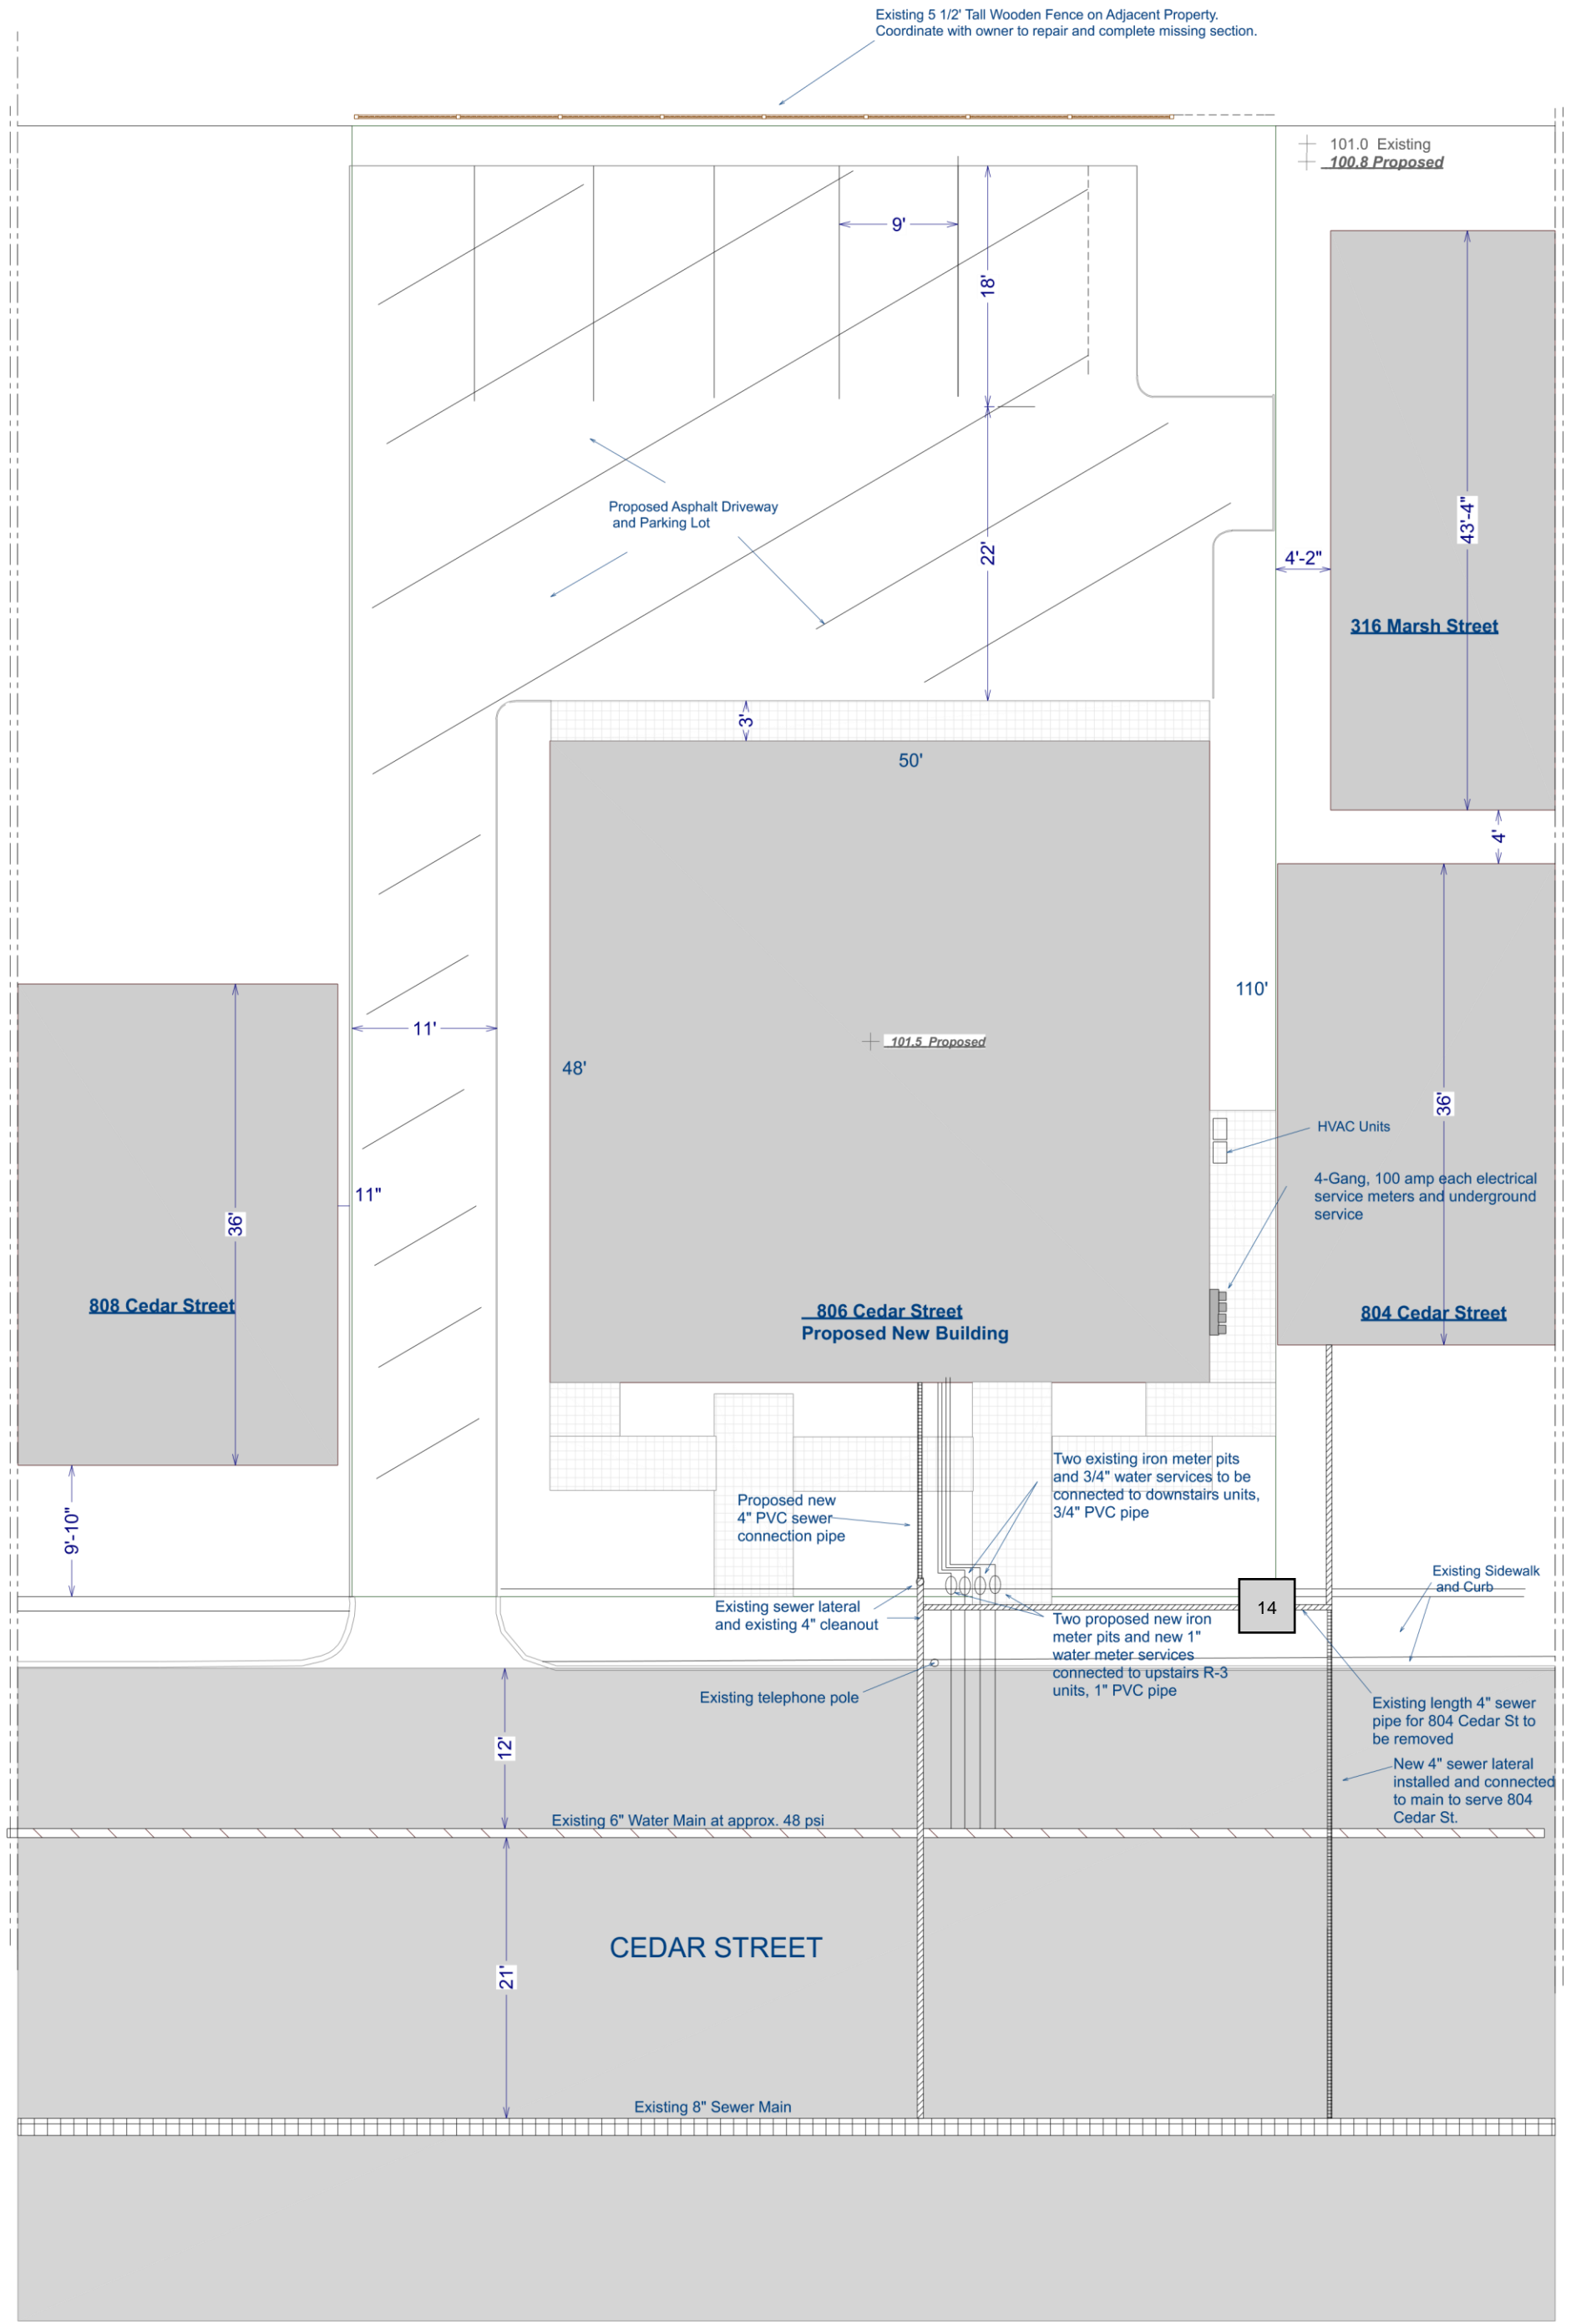 Existing 5 1/2' Tall Wooden Fence on Adjacent Property.
Coordinate with owner to repair and complete missing section.
101.0 Existing
100.8 Proposed
9'
18'
Proposed Asphalt Driveway
and Parking Lot
22'
43'-4"
4'-2"
316 Marsh Street
3'
50'
4'
110'
11'
101.5 Proposed
48'
36'
HVAC Units
4-Gang, 100 amp each electrical
service meters and underground
service
11"
36'
808 Cedar Street
806 Cedar Street
Proposed New Building
804 Cedar Street
9'-10"
Two existing iron meter pits
and 3/4" water services to be
connected to downstairs units,
3/4" PVC pipe
Proposed new
4" PVC sewer
connection pipe
Existing Sidewalk
and Curb
14
Existing sewer lateral
and existing 4" cleanout
Two proposed new iron
meter pits and new 1"
water meter services
connected to upstairs R-3
units, 1" PVC pipe
Existing telephone pole
Existing length 4" sewer
pipe for 804 Cedar St to
be removed
12'
New 4" sewer lateral
installed and connected
to main to serve 804
Cedar St.
Existing 6" Water Main at approx. 48 psi
CEDAR STREET
21'
Existing 8" Sewer Main